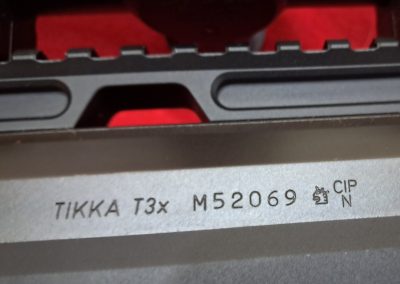 TIKKA T3x M52069 CIP
N